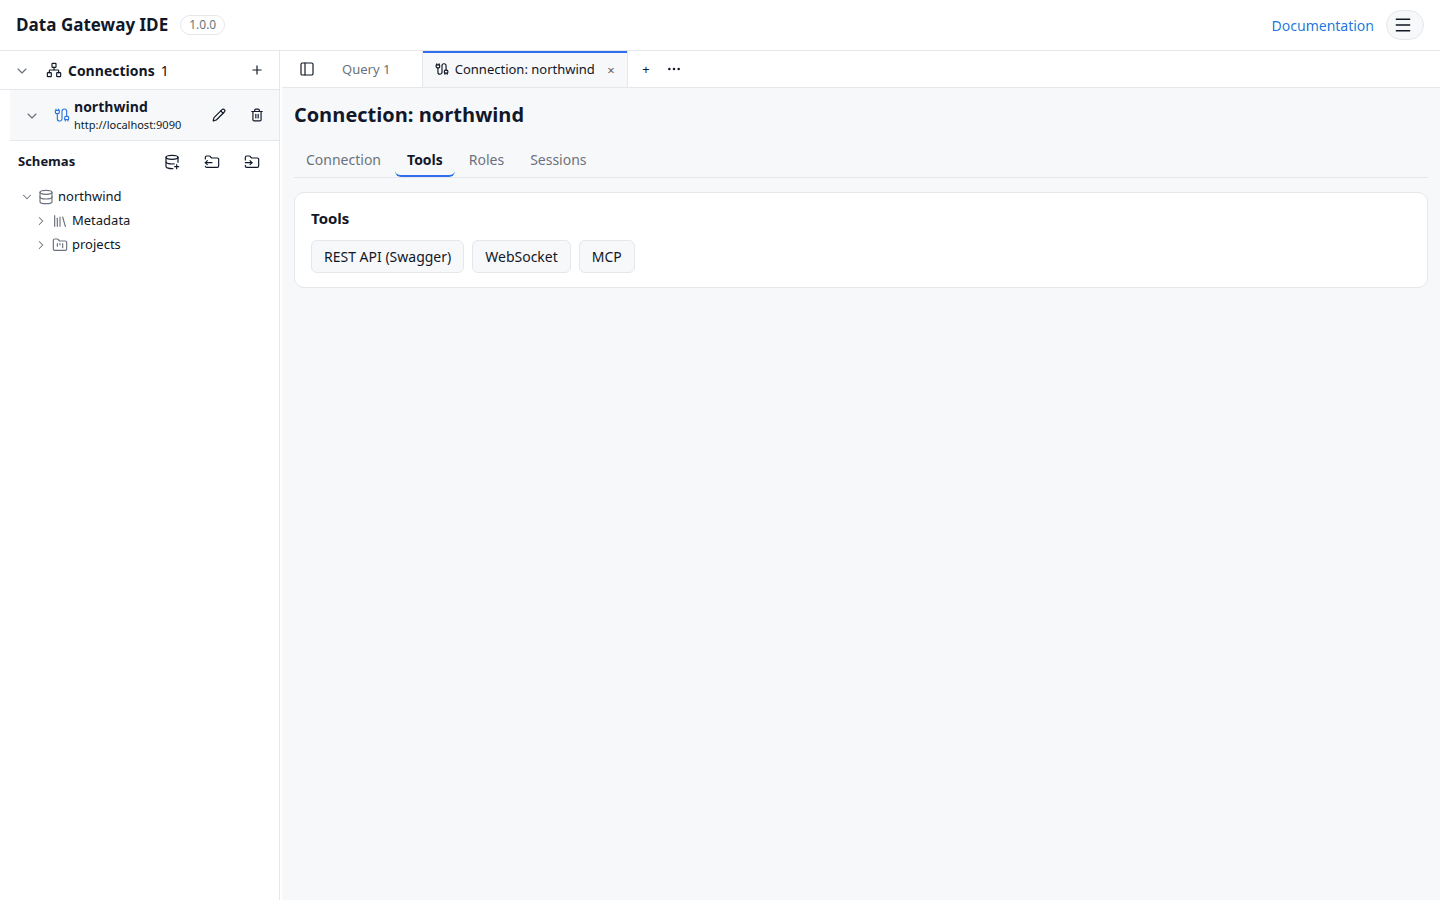 Data Gateway IDE 1.0.0 Documentation
Connections 1
Query 1 Connection: northwind × + ···
northwind
http://localhost:9090
Schemas
northwind
Metadata
projects
Connection: northwind
Connection Tools Roles Sessions
Tools
REST API (Swagger) WebSocket MCP